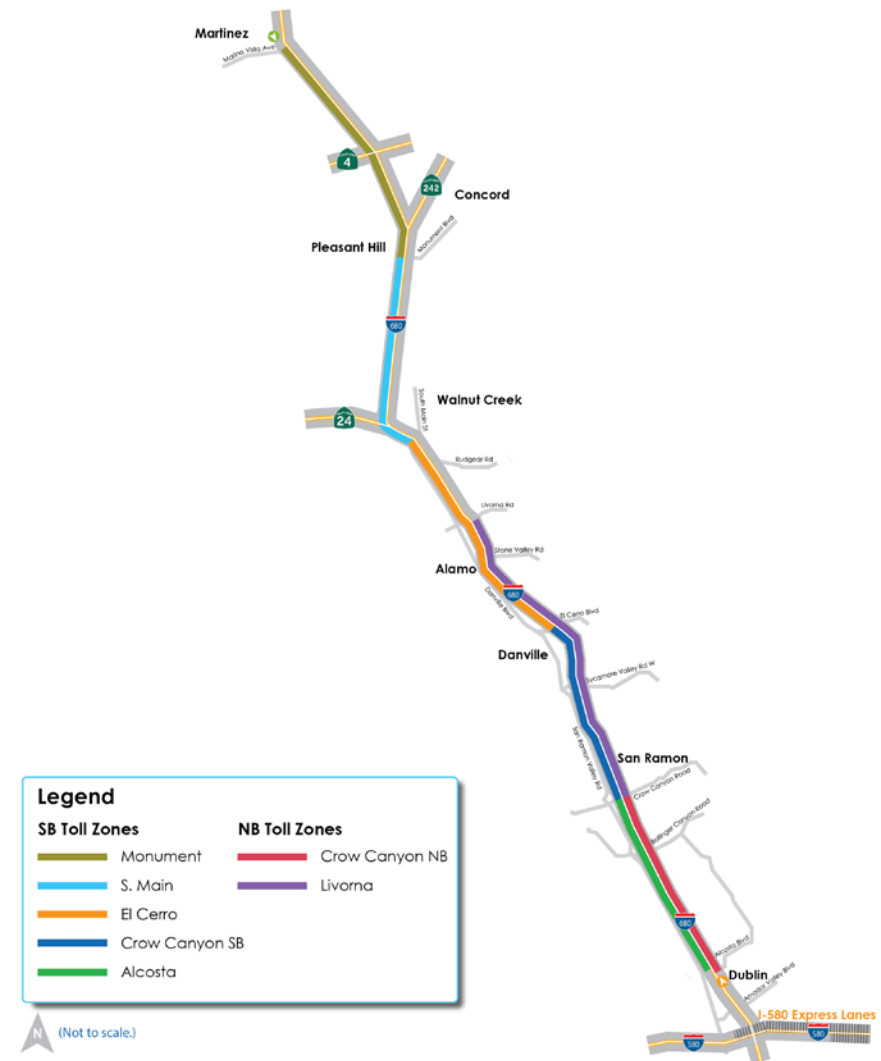 Martinez
Marina Vista Ave
4
242
Concord
Monument Blvd
Pleasant Hill
680
South Main St
Walnut Creek
24
Rudgear Rd
Livorna Rd
Stone Valley Rd
Alamo
680
Danville Blvd
El Cerro Blvd
Danville
Sycamore Valley Rd W
San Ramon Valley Rd
San Ramon
Crow Canyon Road
Bollinger Canyon Road
680
Alcosta Blvd
Dublin
Amador Valley Blvd
I-580 Express Lanes
580
580
Legend
SB Toll Zones
NB Toll Zones
Monument
Crow Canyon NB
S. Main
Livorna
El Cerro
Crow Canyon SB
Alcosta
N
(Not to scale.)